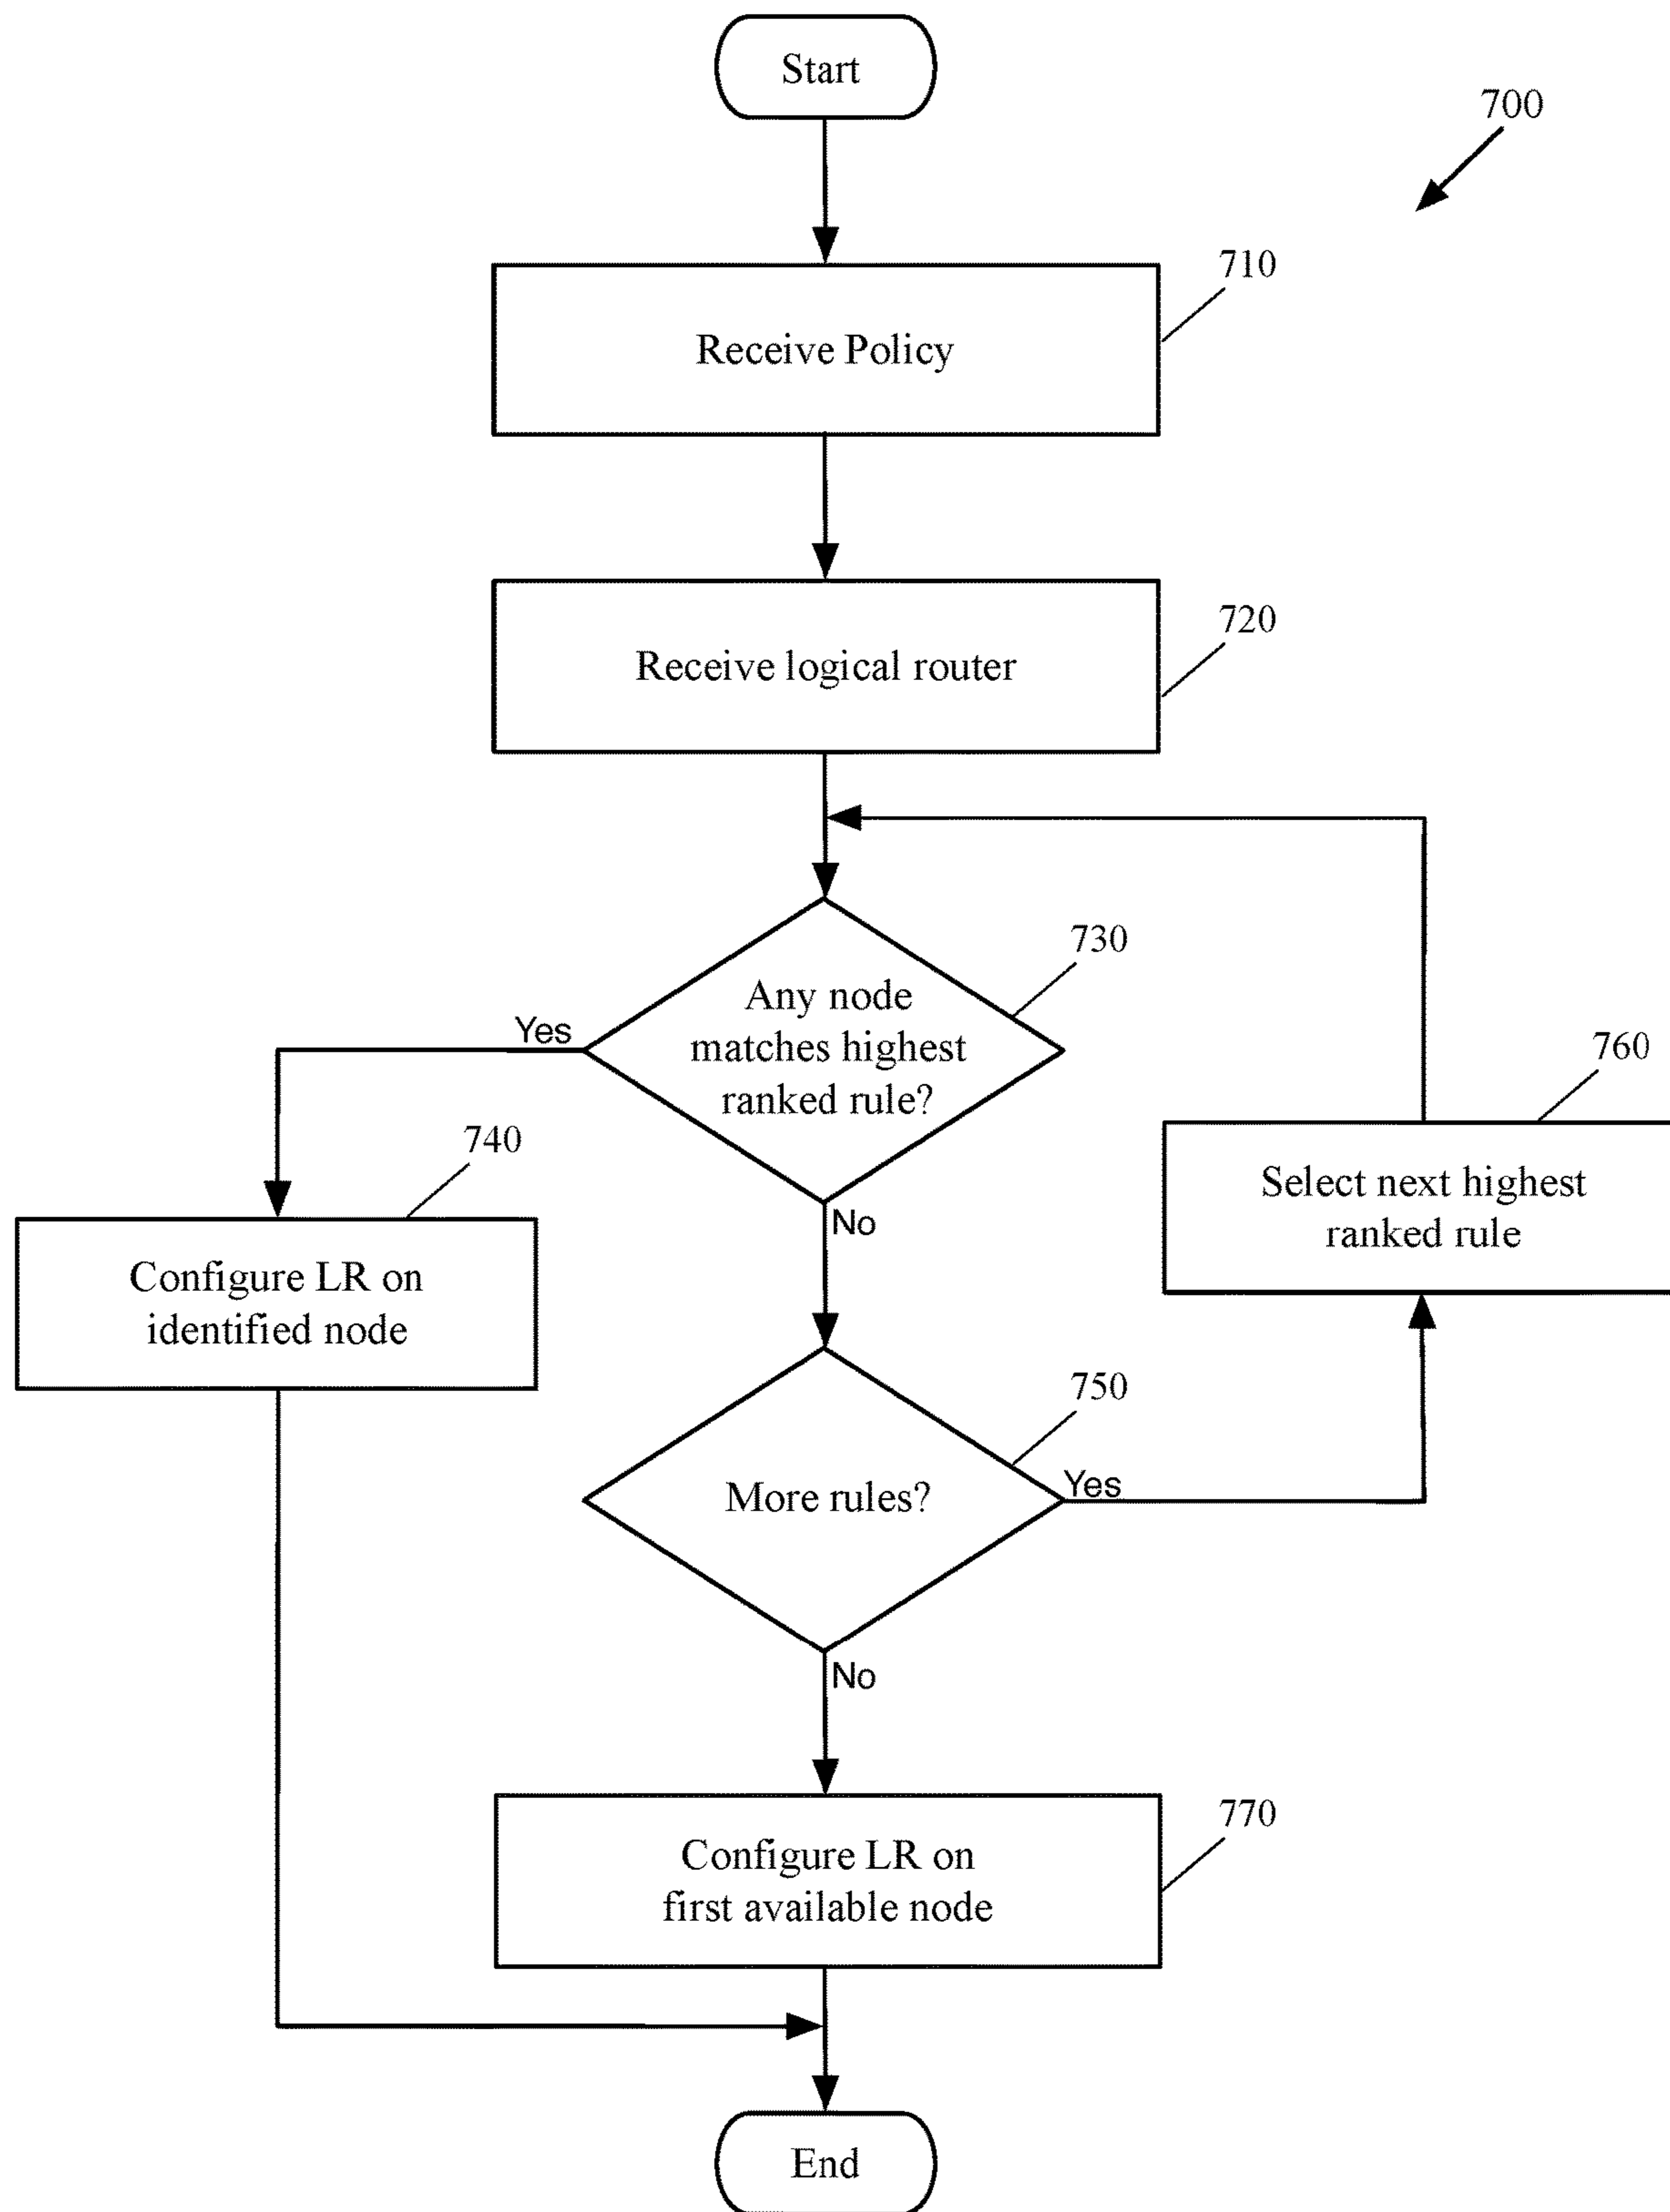 Start
700
710
Receive Policy
720
Receive logical router
730
Any node
matches highest
ranked rule?
Yes
No
740
Configure LR on
identified node
760
Select next highest
ranked rule
750
More rules?
Yes
No
770
Configure LR on
first available node
End